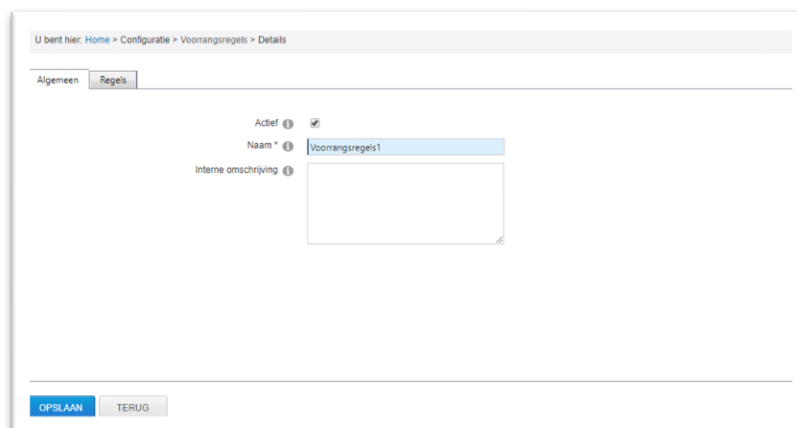 U bent hier: Home > Configuratie > Voorrangsregels > Details
Algemeen Regels
Actief
Naam * Voorrangsregels1
Interne omschrijving
OPSLAAN TERUG